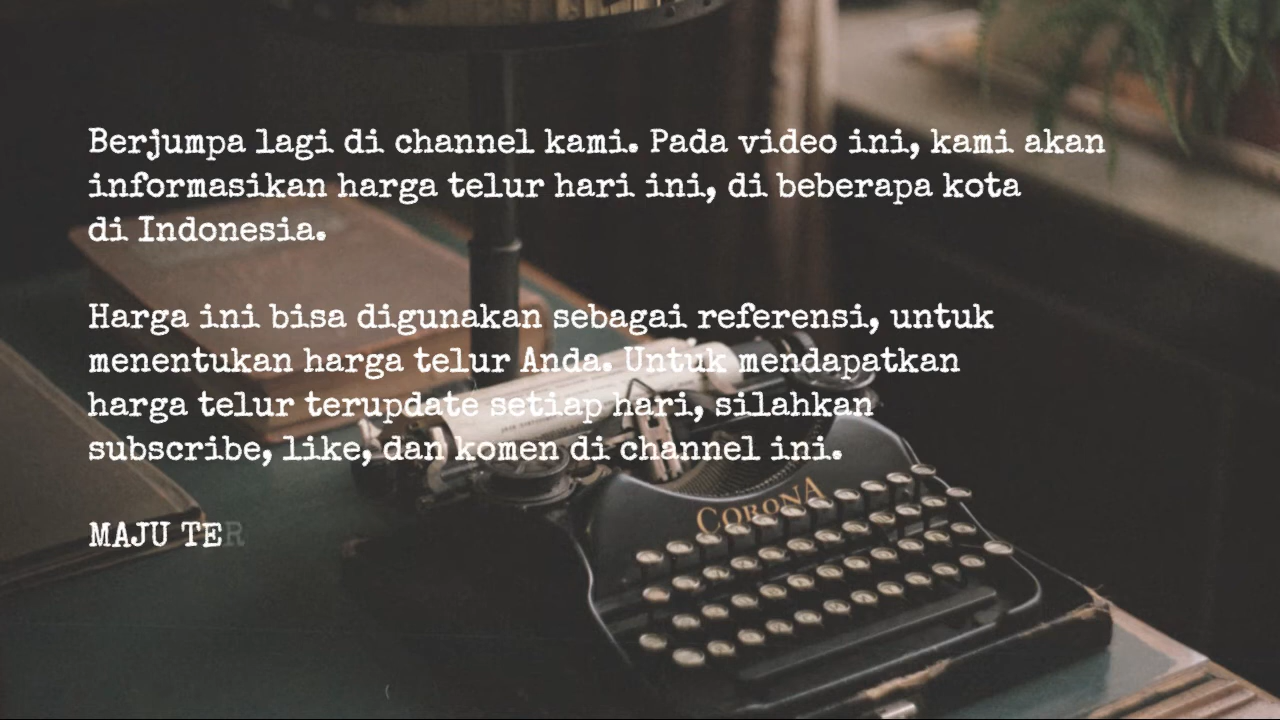 Berjumpa lagi di channel kami. Pada video ini, kami akan
informasikan harga telur hari ini, di beberapa kota
di Indonesia.
Harga ini bisa digunakan sebagai referensi, untuk
menentukan harga telur Anda. Untuk mendapatkan
harga telur terupdate setiap hari, silahkan
subscribe, like, dan komen di channel ini.
MAJU TER
CORONA